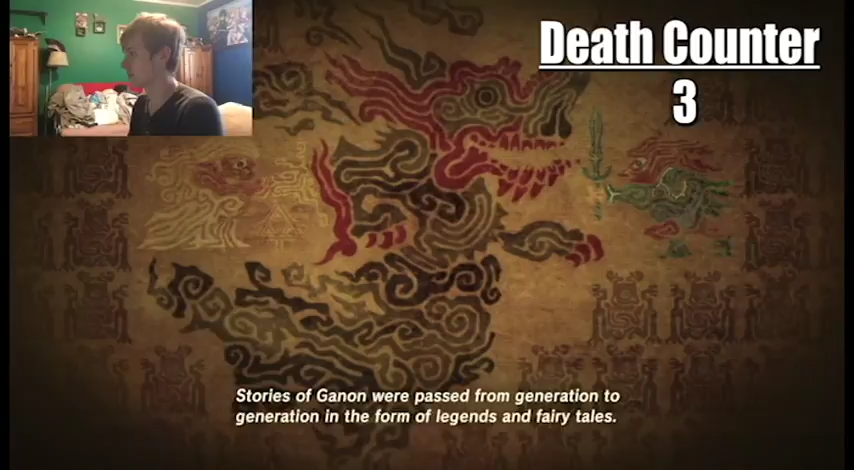 Death Counter
3
Stories of Ganon were passed from generation to
generation in the form of legends and fairy tales.